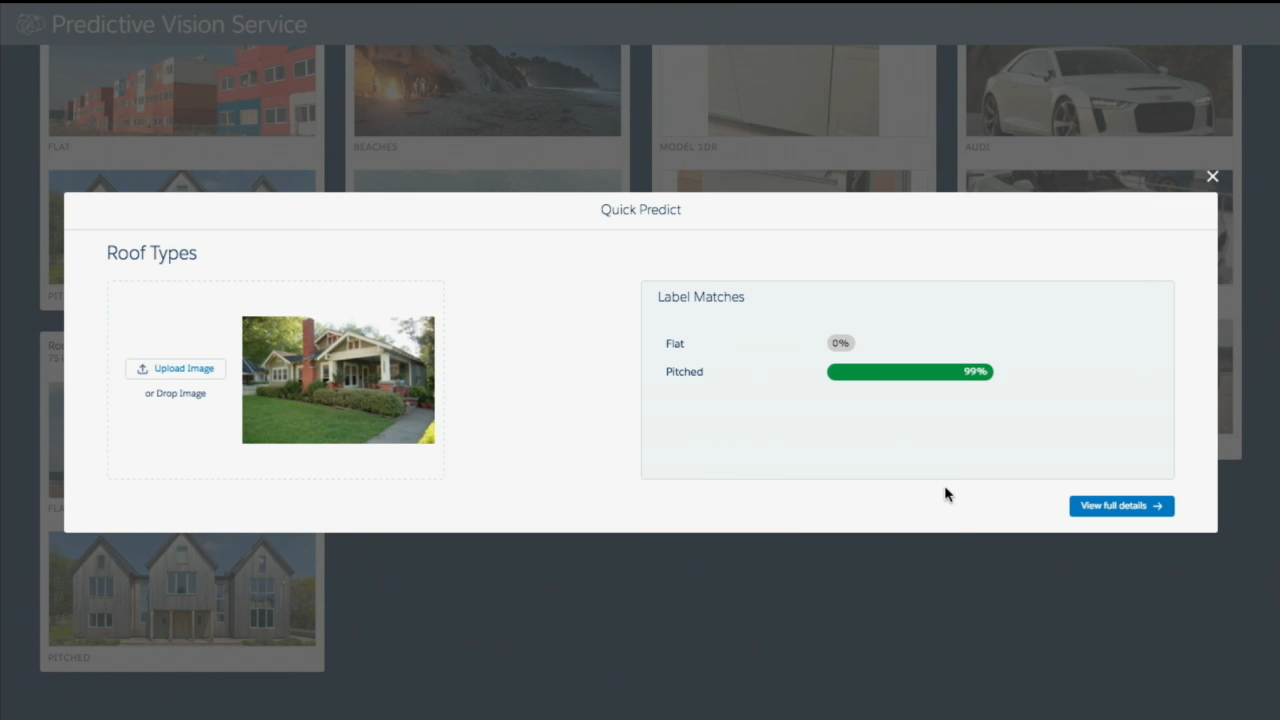 Predictive Vision Service
FLAT
BEACHES
MODEL 1DR
AUDI
Quick Predict
Roof Types
Upload Image
or Drop Image
Label Matches
Flat 0%
Pitched 99%
View full details
PITCHED